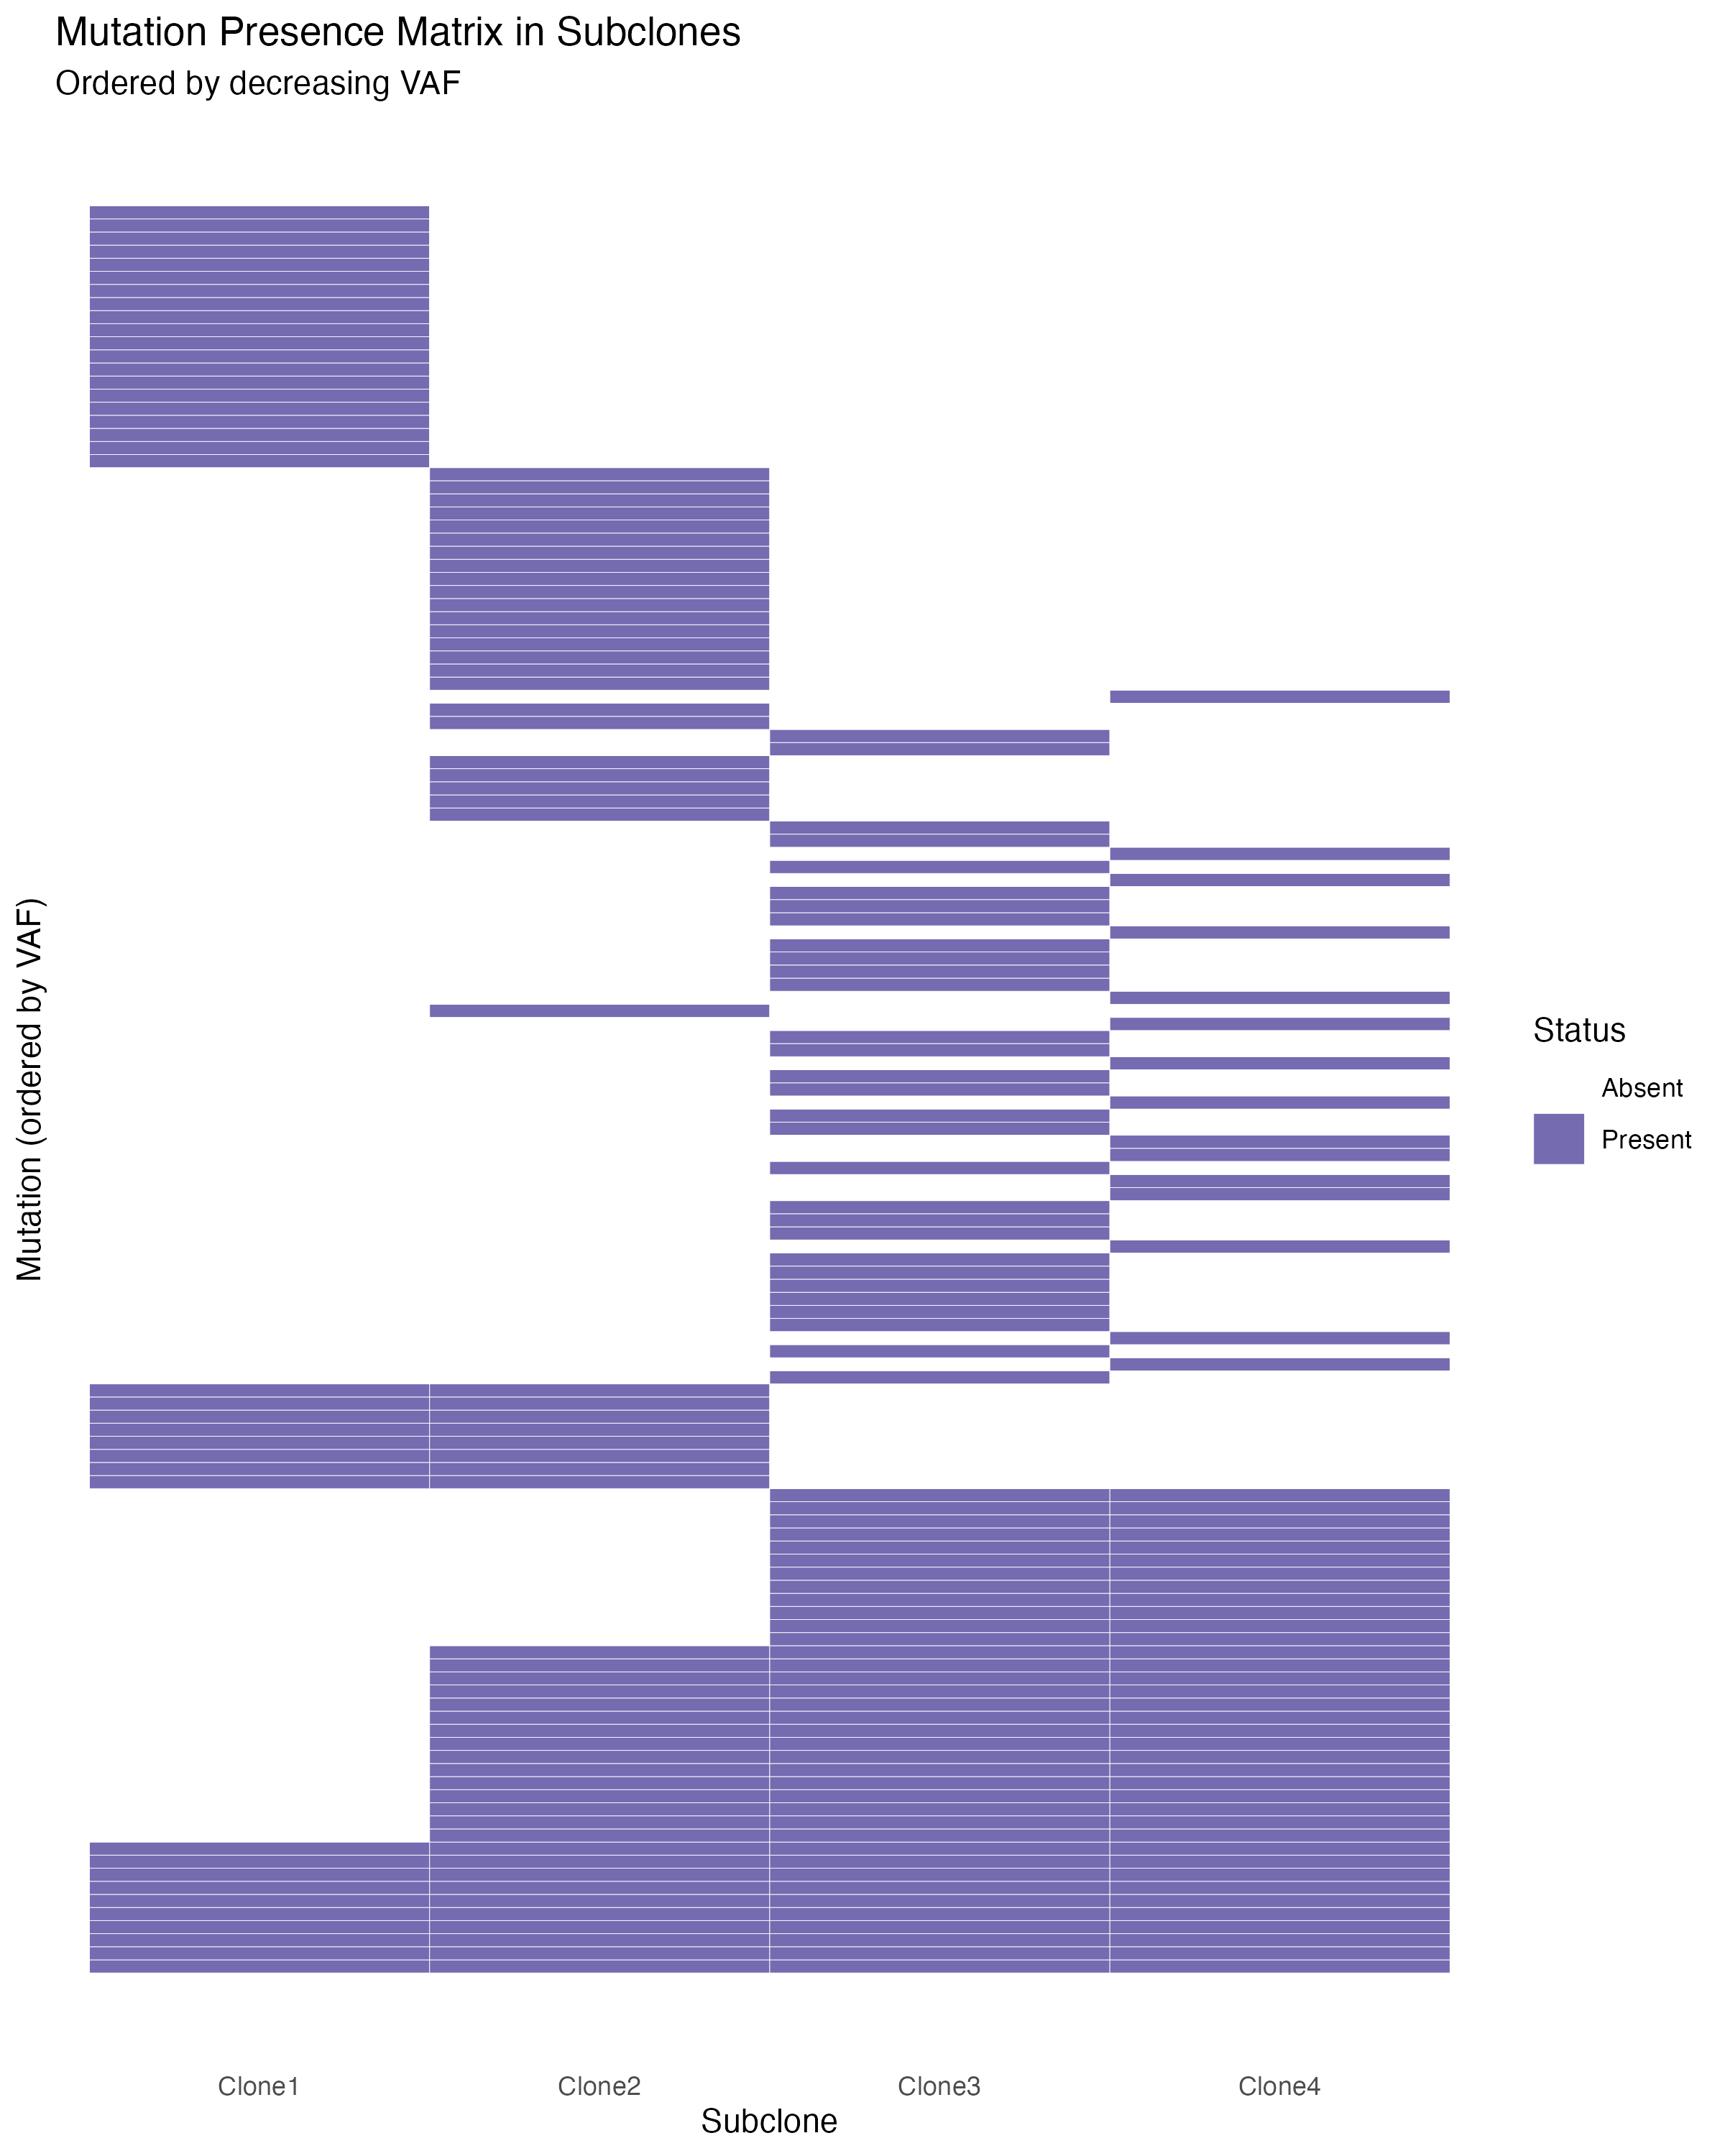 Mutation Presence Matrix in Subclones
Ordered by decreasing VAF
Mutation (ordered by VAF)
Status
Absent
Present
Clone1 Clone2 Clone3 Clone4
Subclone